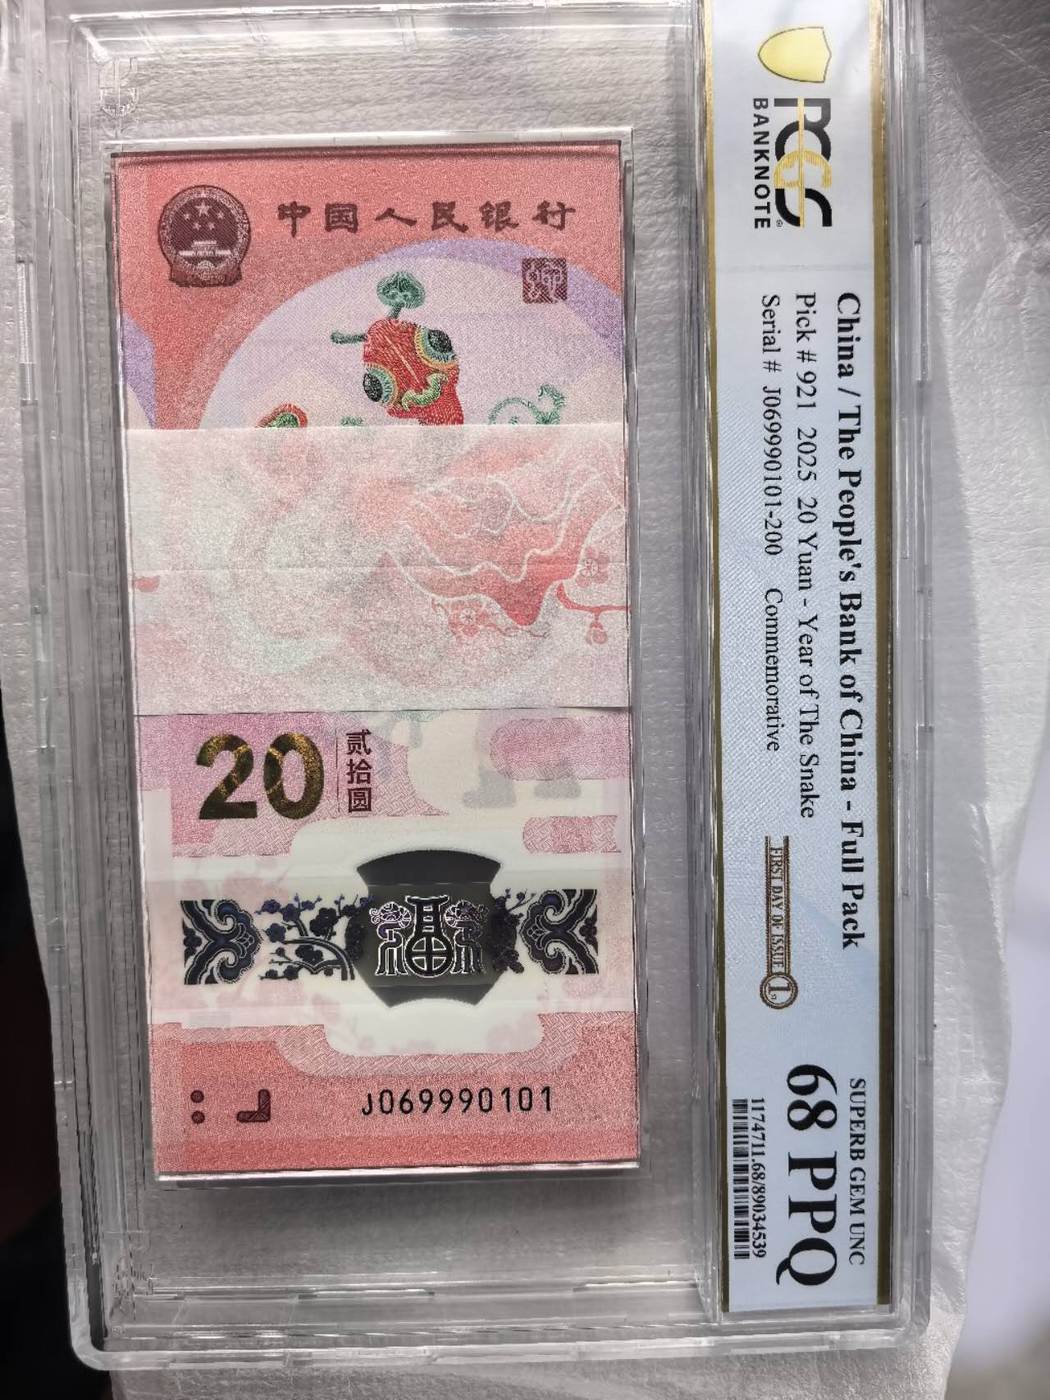 PCGS
BANKNOTE
China / The People's Bank of China - Full Pack
Pick # 921 2025 20 Yuan - Year of The Snake
Serial # J069990101-200 Commemorative
FIRST DAY OF ISSUE
1
SUPERB GEM UNC
68 PPQ
1174711.68/89034539
中国人民银行
20
贰拾圆
福
J069990101